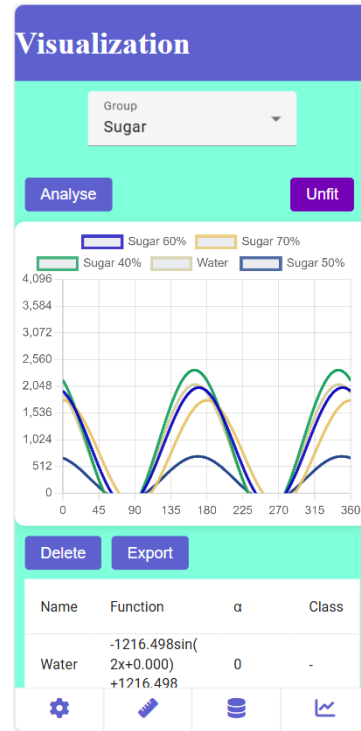 Visualization
Group
Sugar
Analyse Unfit
Sugar 60% Sugar 70%
Sugar 40% Water Sugar 50%
4,096
3,584
3,072
2,560
2,048
1,536
1,024
512
0
0 45 90 135 180 225 270 315 360
Delete Export
Name Function α Class
-1216.498sin(
Water 2x+0.000) 0 -
+1216.498